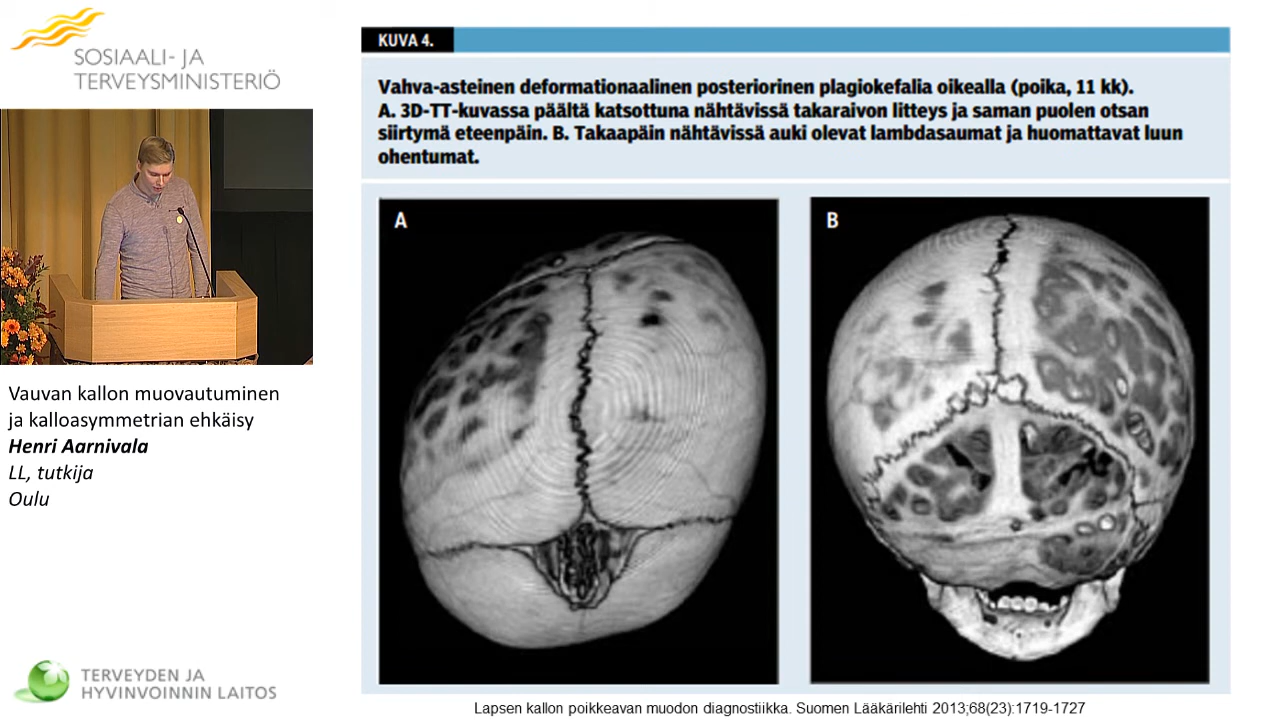 SOSIAALI- JA
TERVEYSMINISTERIÖ
Vauvan kallon muovautuminen
ja kalloasymmetrian ehkäisy
Henri Aarnivala
LL, tutkija
Oulu
TERVEYDEN JA
HYVINVOINNIN LAITOS
KUVA 4.
Vahva-asteinen deformationaalinen posteriorinen plagiokefalia oikealla (poika, 11 kk).
A. 3D-TT-kuvassa päältä katsottuna nähtävissä takaraivon litteys ja saman puolen otsan
siirtymä eteenpäin. B. Takaapäin nähtävissä auki olevat lambdasaumat ja huomattavat luun
ohentumat.
A
B
Lapsen kallon poikkeavan muodon diagnostiikka. Suomen Lääkärilehti 2013;68(23):1719-1727